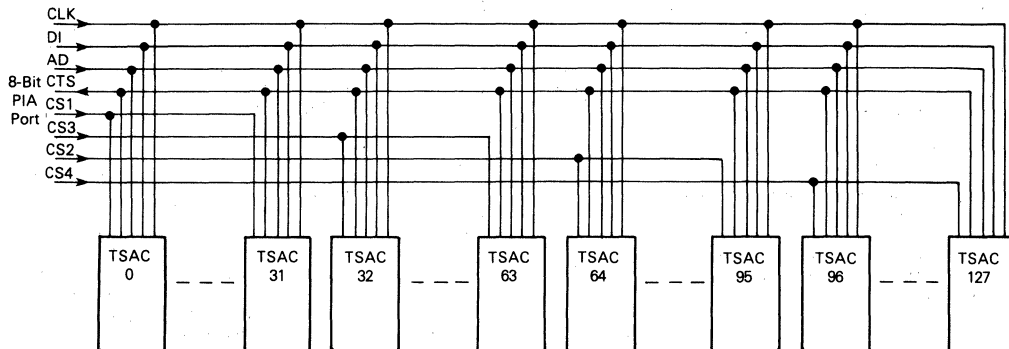 CLK
DI
AD
8-Bit PIA Port
CTS
CS1
CS3
CS2
CS4
TSAC 0
TSAC 31
TSAC 32
TSAC 63
TSAC 64
TSAC 95
TSAC 96
TSAC 127